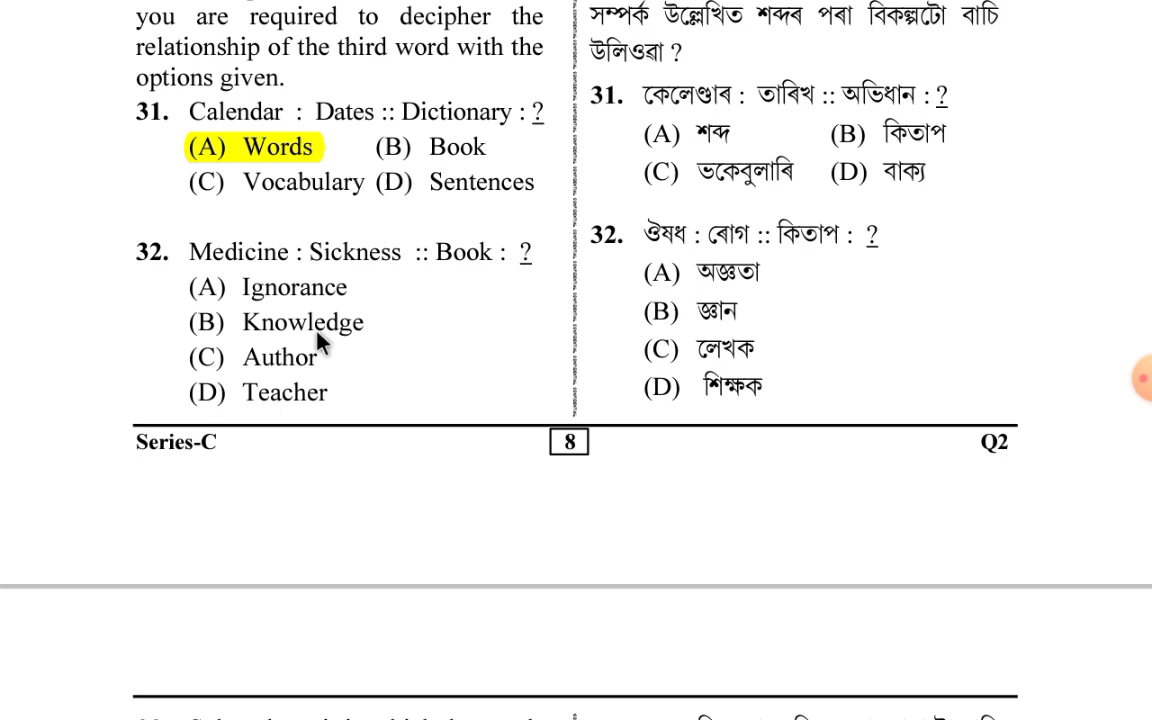 you are required to decipher the
relationship of the third word with the
options given.
31. Calendar : Dates :: Dictionary : ?
(A) Words (B) Book
(C) Vocabulary (D) Sentences
32. Medicine : Sickness :: Book : ?
(A) Ignorance
(B) Knowledge
(C) Author
(D) Teacher
সম্পৰ্ক উল্লেখিত শব্দৰ পৰা বিকল্পটো বাচি
উলিওৱা ?
31. কেলেণ্ডাৰ : তাৰিখ :: অভিধান : ?
(A) শব্দ (B) কিতাপ
(C) ভকেবুলাৰি (D) বাক্য
32. ঔষধ : ৰোগ :: কিতাপ : ?
(A) অজ্ঞতা
(B) জ্ঞান
(C) লেখক
(D) শিক্ষক
Series-C 8 Q2